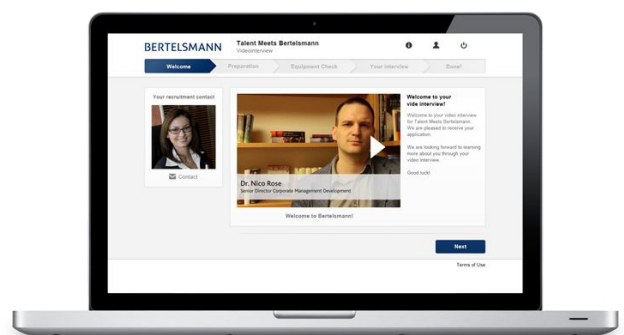 BERTELSMANN
Talent Meets Bertelsmann
Videointerview
Welcome
Preparation
Equipment Check
Your Interview
Done!
Your recruitment contact
Contact
Dr. Nico Rose
Senior Director Corporate Management Development
Welcome to Bertelsmann!
Welcome to your
vide interview!
Welcome to your video interview
for Talent Meets Bertelsmann.
We are pleased to receive your
application.
We are looking forward to learning
more about you through your
video interview.
Good luck!
Next
Terms of Use